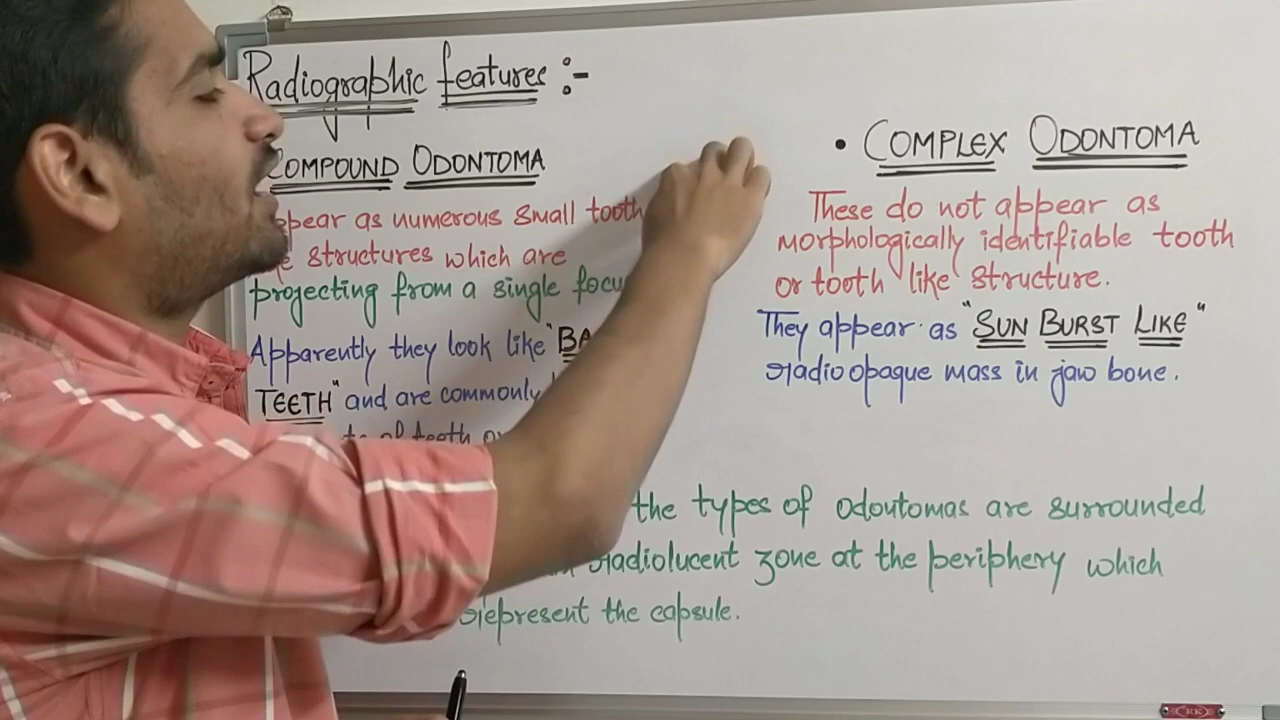 Radiographic features :-
COMPOUND ODONTOMA
appear as numerous small tooth
structures which are
projecting from a single focus
Apparently they look like "
TEETH" and are commonly
of teeth
• COMPLEX ODONTOMA
These do not appear as
morphologically identifiable tooth
or tooth like structure.
They appear as "SUN BURST LIKE"
radioopaque mass in jaw bone.
the types of odontomas are surrounded
radiolucent zone at the periphery which
represent the capsule.